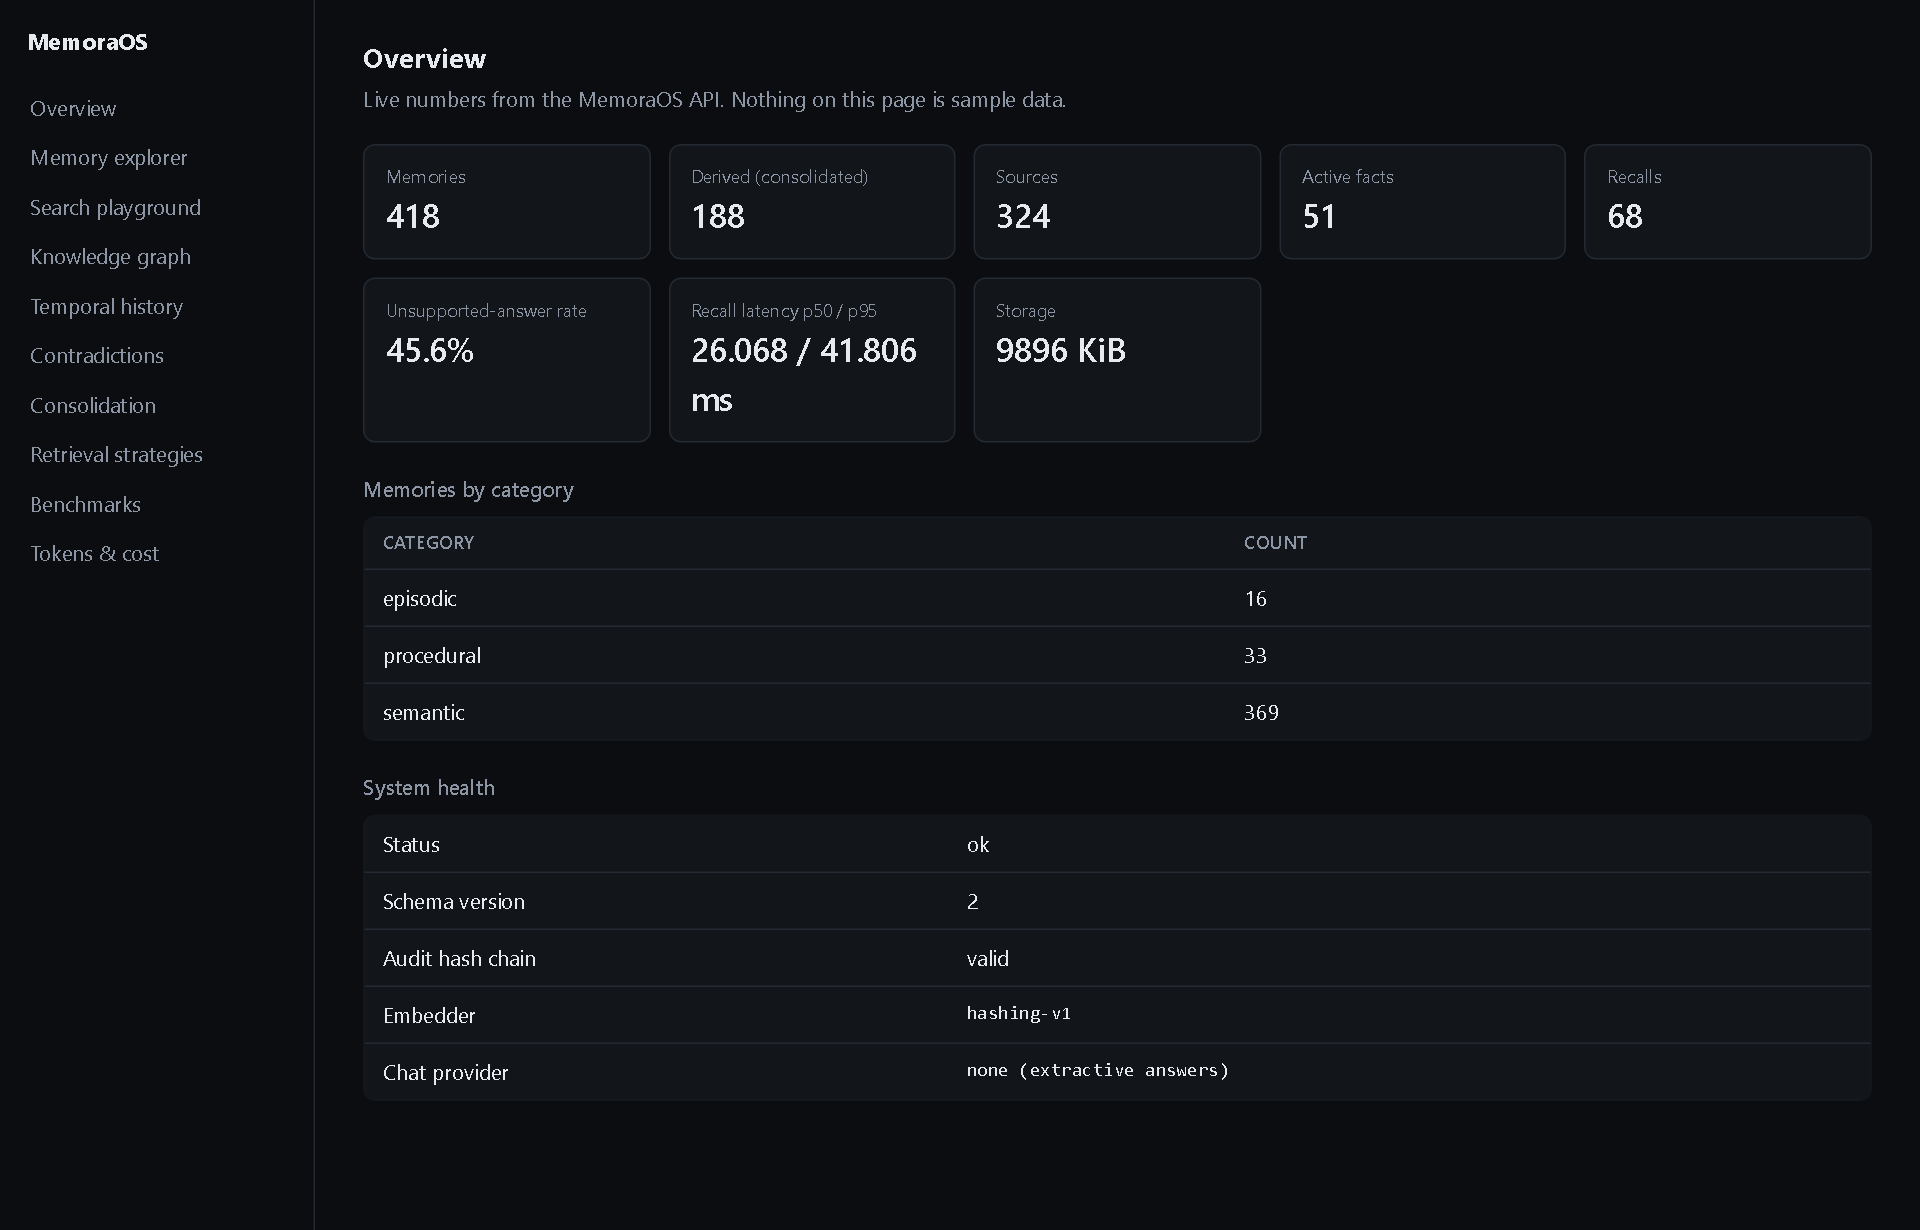 MemoraOS
Overview
Memory explorer
Search playground
Knowledge graph
Temporal history
Contradictions
Consolidation
Retrieval strategies
Benchmarks
Tokens & cost
Overview
Live numbers from the MemoraOS API. Nothing on this page is sample data.
Memories
418
Derived (consolidated)
188
Sources
324
Active facts
51
Recalls
68
Unsupported-answer rate
45.6%
Recall latency p50 / p95
26.068 / 41.806
ms
Storage
9896 KiB
Memories by category
CATEGORY COUNT
episodic 16
procedural 33
semantic 369
System health
Status ok
Schema version 2
Audit hash chain valid
Embedder hashing-v1
Chat provider none (extractive answers)